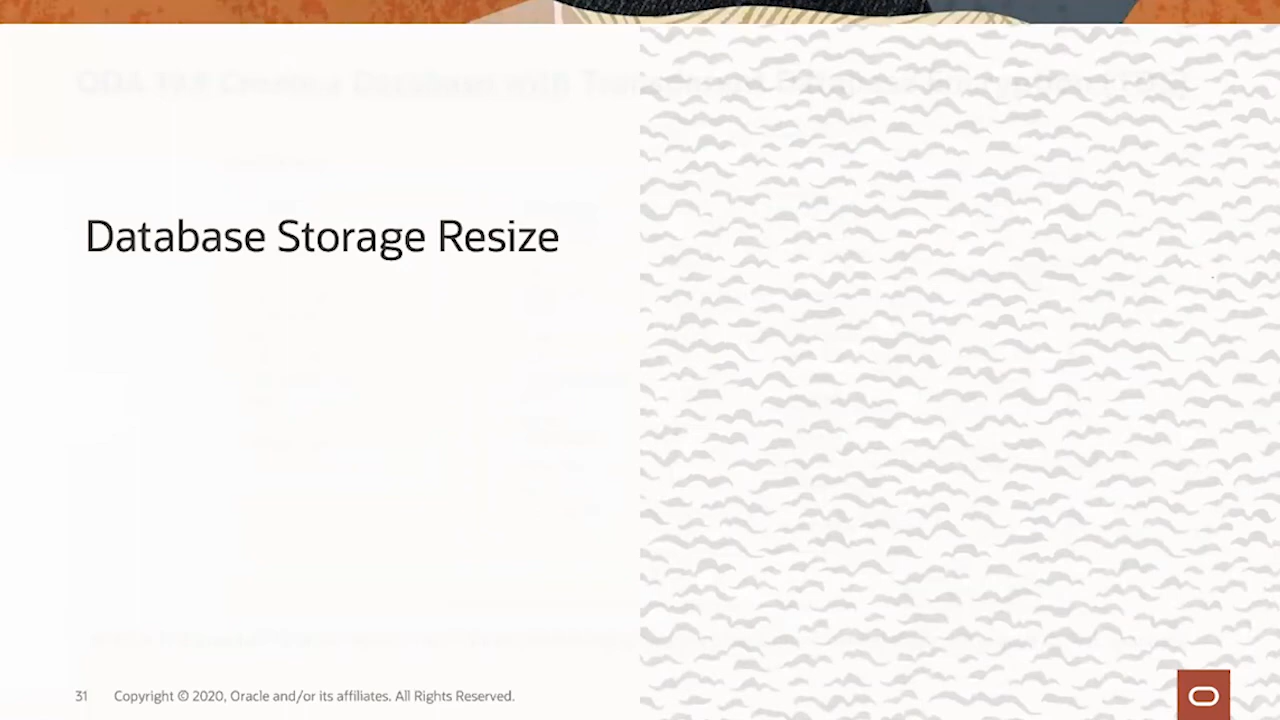 Database Storage Resize
31 Copyright © 2020, Oracle and/or its affiliates. All Rights Reserved.